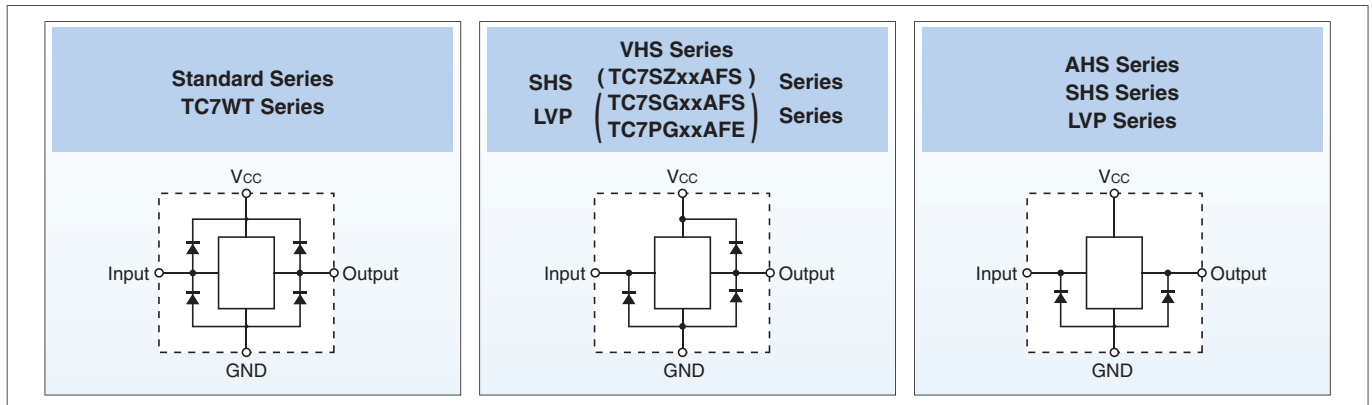 Standard Series
TC7WT Series
Vcc
Input
Output
GND
VHS Series
SHS (TC7SZxxAFS) Series
LVP (TC7SGxxAFS
TC7PGxxAFE) Series
Vcc
Input
Output
GND
AHS Series
SHS Series
LVP Series
Vcc
Input
Output
GND